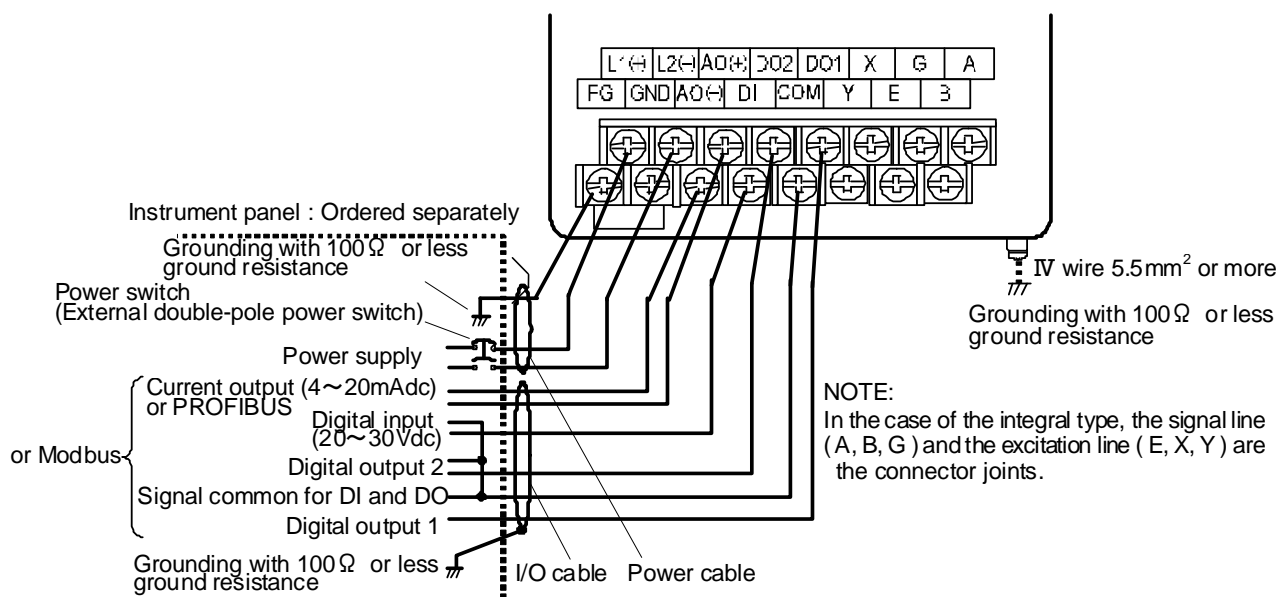 L1(+) L2(-) AO(+) DO2 DO1 X G A
FG GND AO(-) DI COM Y E B
Instrument panel : Ordered separately
Grounding with 100Ω or less
ground resistance
Power switch
(External double-pole power switch)
Power supply
Current output (4～20mAdc)
or PROFIBUS
Digital input
(20～30Vdc)
or Modbus
Digital output 2
Signal common for DI and DO
Digital output 1
Grounding with 100Ω or less
ground resistance
I/O cable Power cable
IV wire 5.5mm² or more
Grounding with 100Ω or less
ground resistance
NOTE:
In the case of the integral type, the signal line
( A, B, G ) and the excitation line ( E, X, Y ) are
the connector joints.